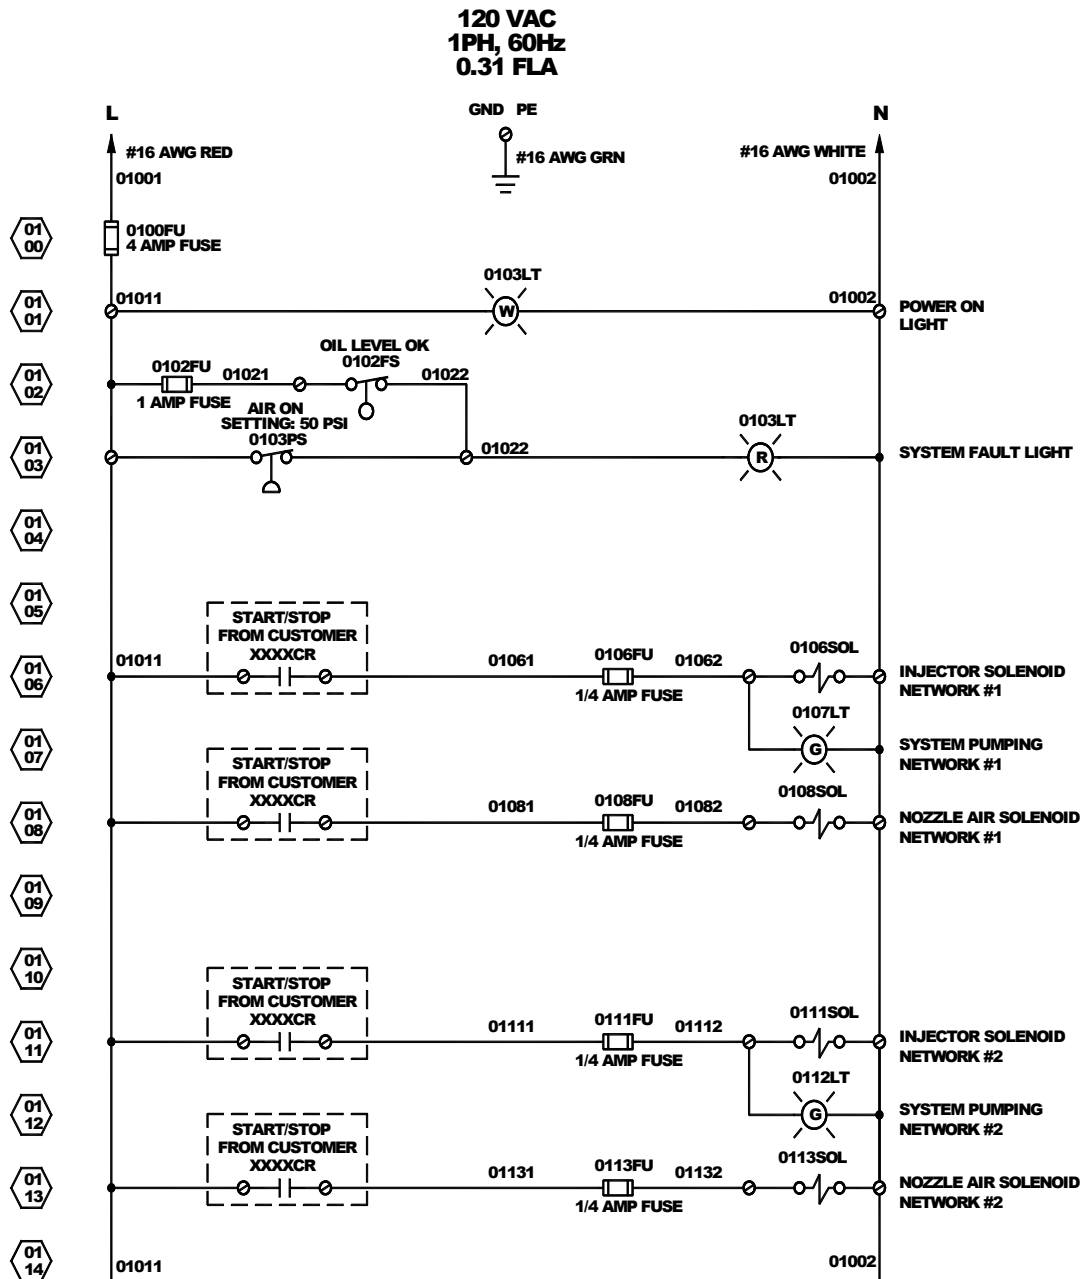 120 VAC
1PH, 60Hz
0.31 FLA
L
GND PE
N
#16 AWG RED
#16 AWG GRN
#16 AWG WHITE
01001
01002
01
00
0100FU
4 AMP FUSE
0103LT
01
01
01011
W
01002
POWER ON
LIGHT
OIL LEVEL OK
0102FS
01
02
0102FU
01021
01022
1 AMP FUSE
AIR ON
SETTING: 50 PSI
0103PS
0103LT
01
03
01022
R
SYSTEM FAULT LIGHT
01
04
01
05
START/STOP
FROM CUSTOMER
XXXXCR
01
06
01011
01061
0106FU
1/4 AMP FUSE
01062
0106SOL
INJECTOR SOLENOID
NETWORK #1
01
07
0107LT
G
SYSTEM PUMPING
NETWORK #1
START/STOP
FROM CUSTOMER
XXXXCR
01
08
01081
0108FU
1/4 AMP FUSE
01082
0108SOL
NOZZLE AIR SOLENOID
NETWORK #1
01
09
01
10
START/STOP
FROM CUSTOMER
XXXXCR
01
11
01111
0111FU
1/4 AMP FUSE
01112
0111SOL
INJECTOR SOLENOID
NETWORK #2
01
12
0112LT
G
SYSTEM PUMPING
NETWORK #2
START/STOP
FROM CUSTOMER
XXXXCR
01
13
01131
0113FU
1/4 AMP FUSE
01132
0113SOL
NOZZLE AIR SOLENOID
NETWORK #2
01
14
01011
01002